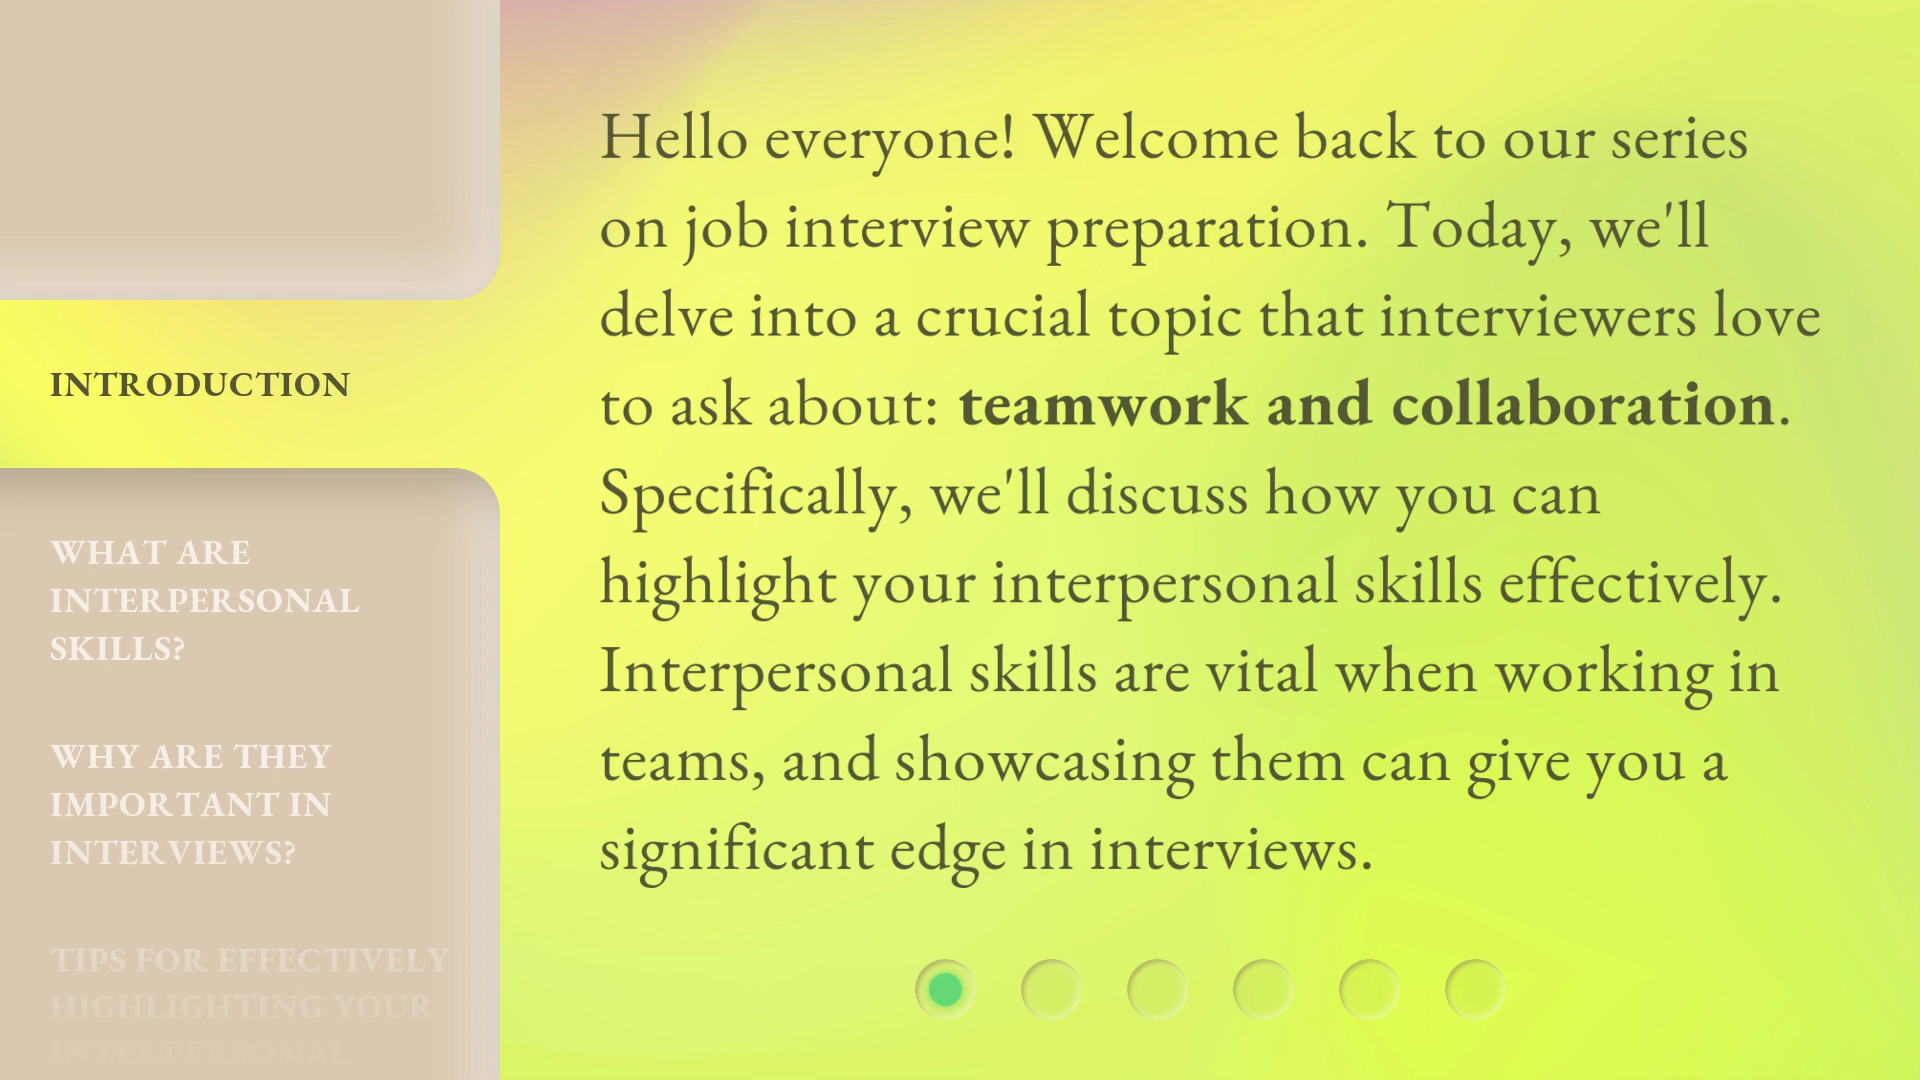 INTRODUCTION
WHAT ARE
INTERPERSONAL
SKILLS?
WHY ARE THEY
IMPORTANT IN
INTERVIEWS?
TIPS FOR EFFECTIVELY
HIGHLIGHTING YOUR
INTERPERSONAL
Hello everyone! Welcome back to our series
on job interview preparation. Today, we'll
delve into a crucial topic that interviewers love
to ask about: teamwork and collaboration.
Specifically, we'll discuss how you can
highlight your interpersonal skills effectively.
Interpersonal skills are vital when working in
teams, and showcasing them can give you a
significant edge in interviews.